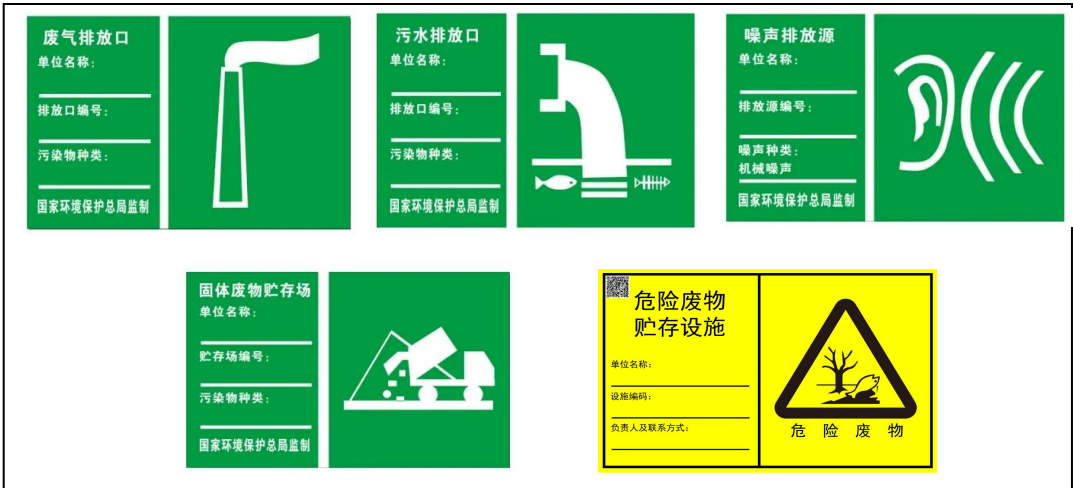 废气排放口
单位名称：
排放口编号：
污染物种类：
国家环境保护总局监制
污水排放口
单位名称：
排放口编号：
污染物种类：
国家环境保护总局监制
噪声排放源
单位名称：
排放源编号：
噪声种类：
机械噪声
国家环境保护总局监制
固体废物贮存场
单位名称：
贮存场编号：
污染物种类：
国家环境保护总局监制
危险废物
贮存设施
单位名称：
设施编码：
负责人及联系方式：
危险废物